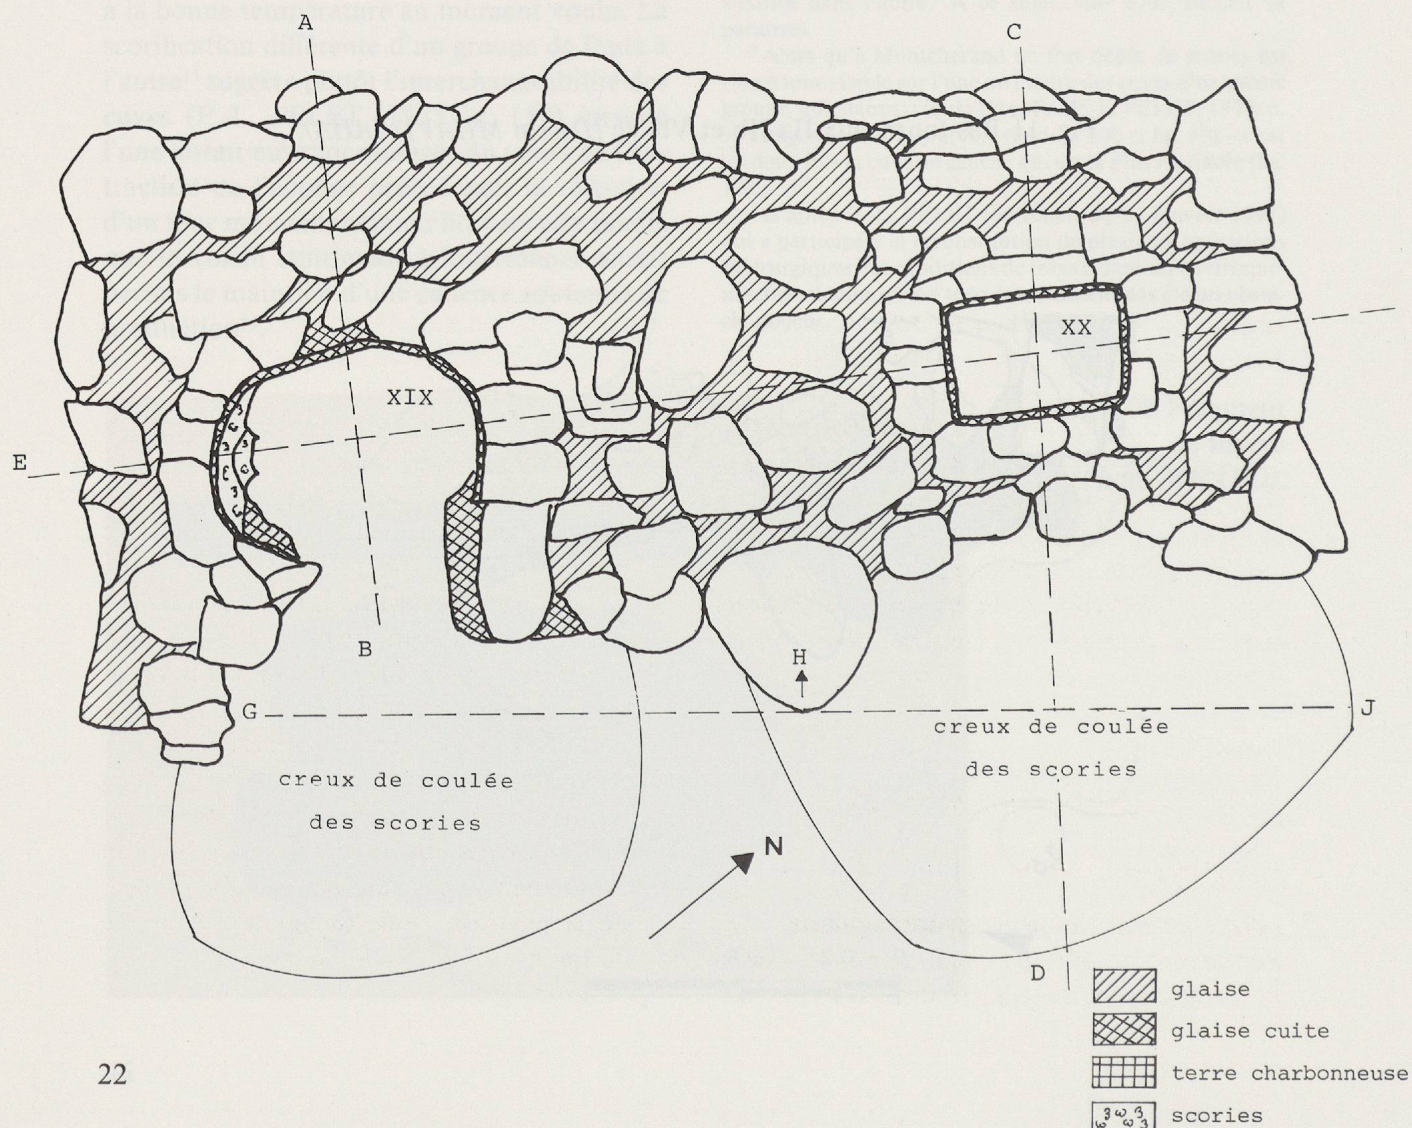 A
C
XX
XIX
E
B
H
G
J
creux de coulée
des scories
creux de coulée
des scories
N
D
glaise
glaise cuite
terre charbonneuse
scories
22